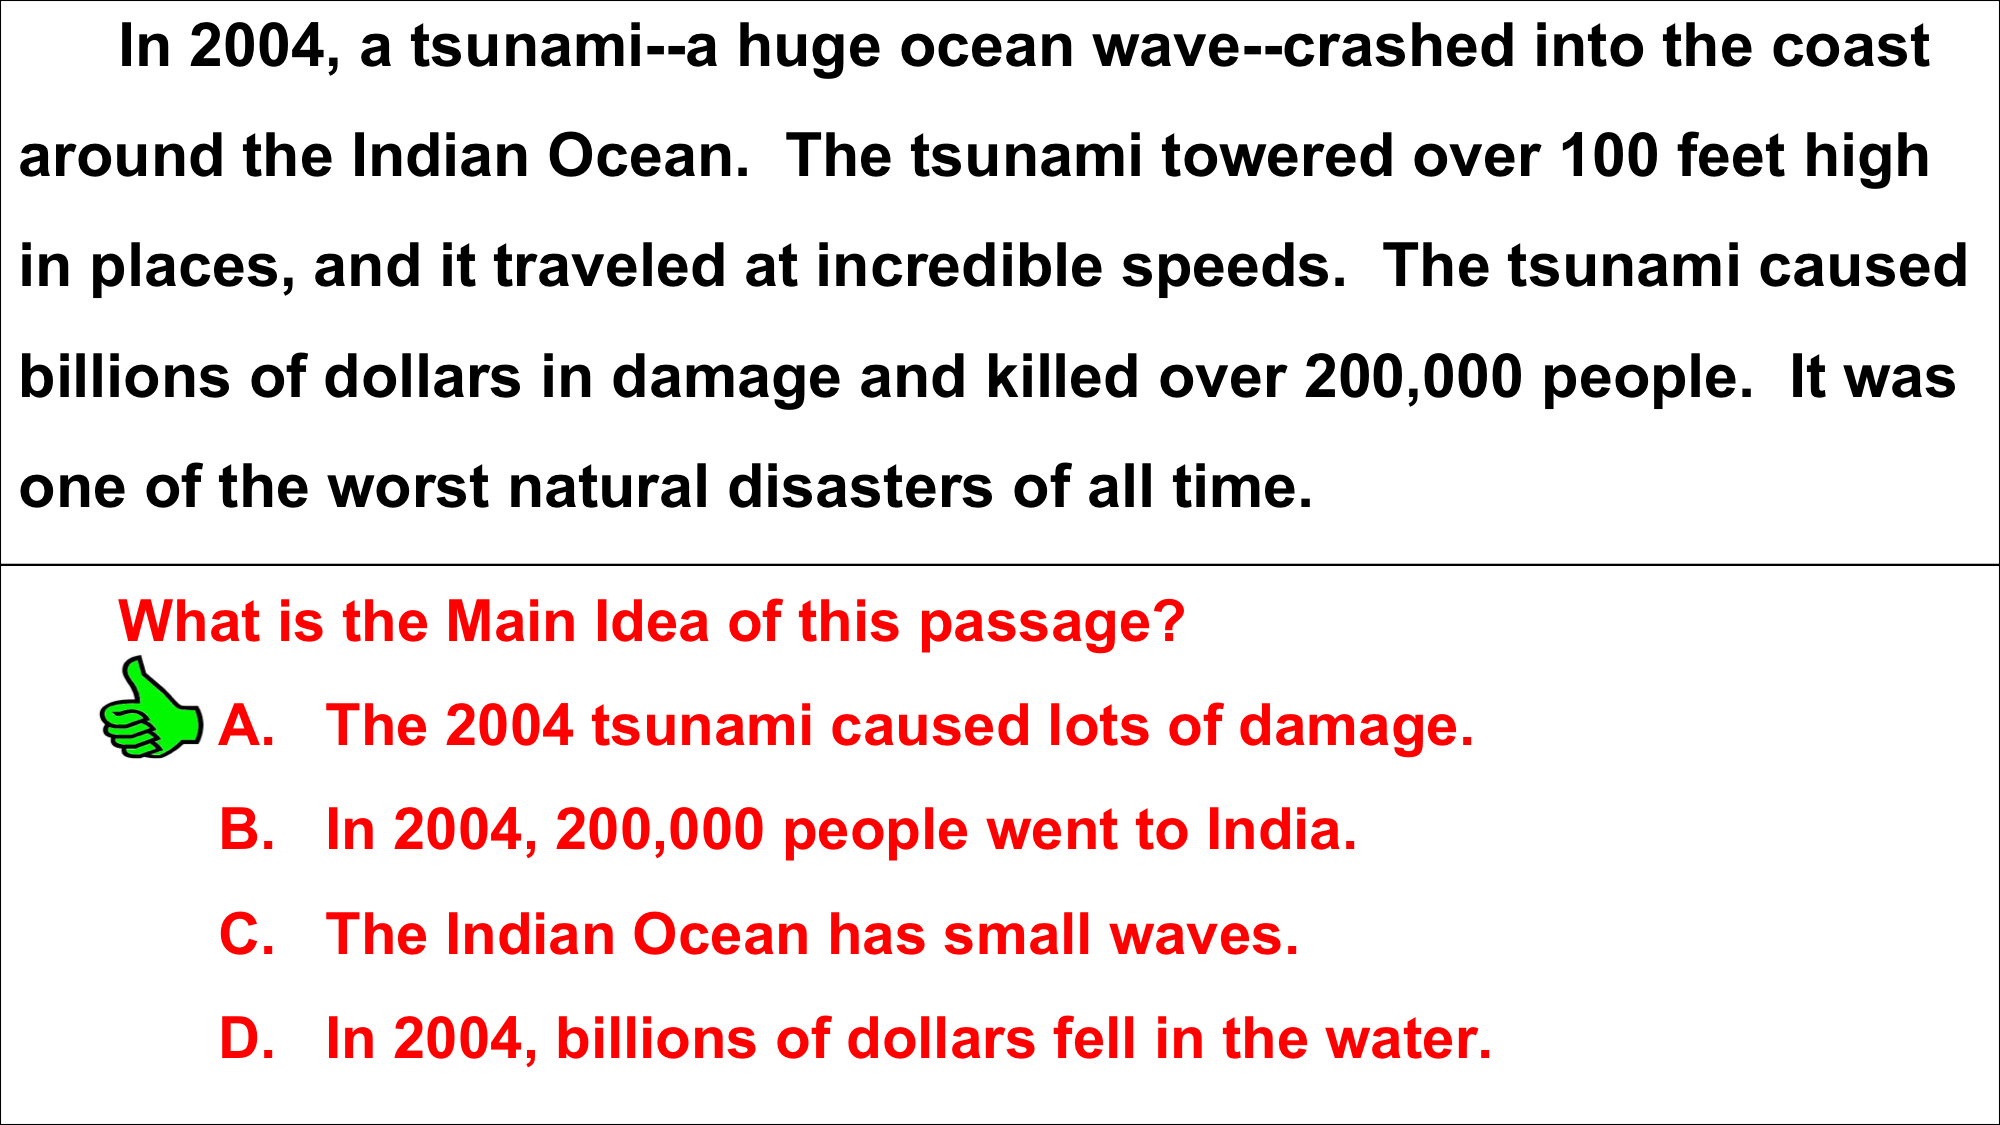 In 2004, a tsunami--a huge ocean wave--crashed into the coast
around the Indian Ocean.  The tsunami towered over 100 feet high
in places, and it traveled at incredible speeds.  The tsunami caused
billions of dollars in damage and killed over 200,000 people.  It was
one of the worst natural disasters of all time.
What is the Main Idea of this passage?
A. The 2004 tsunami caused lots of damage.
B. In 2004, 200,000 people went to India.
C. The Indian Ocean has small waves.
D. In 2004, billions of dollars fell in the water.